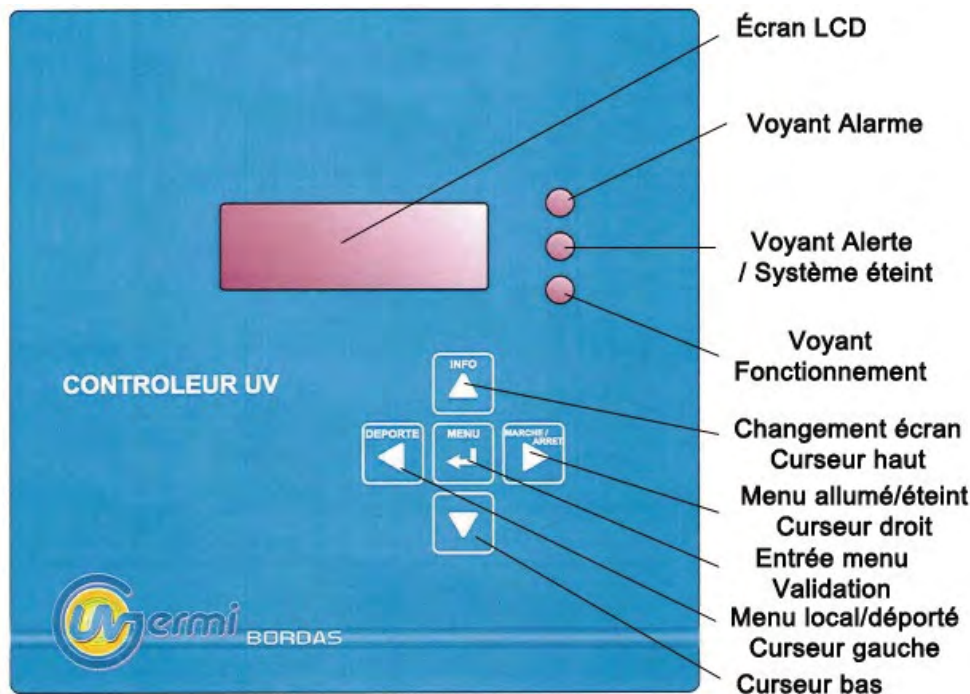 Écran LCD
Voyant Alarme
Voyant Alerte
/ Système éteint
Voyant
Fonctionnement
CONTROLEUR UV
INFO
DEPORTE
MENU
MARCHE /
ARRET
Changement écran
Curseur haut
Menu allumé/éteint
Curseur droit
Entrée menu
Validation
Menu local/déporté
Curseur gauche
Curseur bas
UVGermi
BORDAS